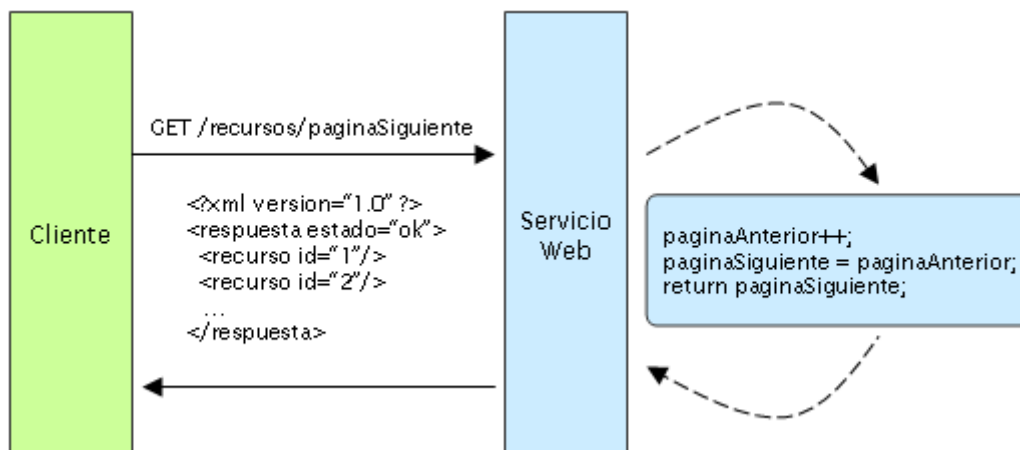 Cliente
GET /recursos/paginaSiguiente
<?xml version="1.0" ?>
<respuesta estado="ok">
<recurso id="1"/>
<recurso id="2"/>
...
</respuesta>
Servicio
Web
paginaAnterior++;
paginaSiguiente = paginaAnterior;
return paginaSiguiente;